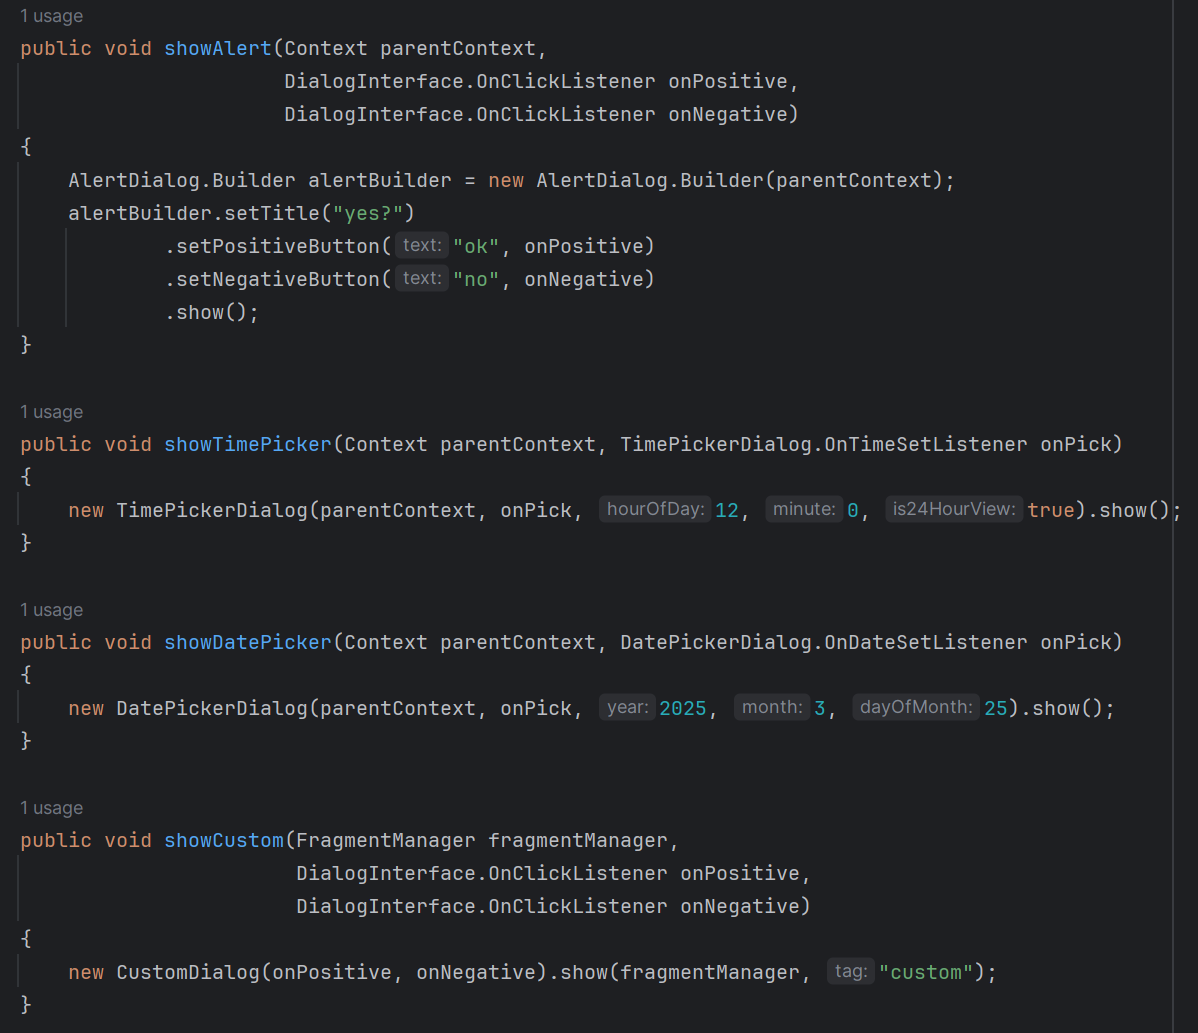 1 usage
public void showAlert(Context parentContext,
                      DialogInterface.OnClickListener onPositive,
                      DialogInterface.OnClickListener onNegative)
{
    AlertDialog.Builder alertBuilder = new AlertDialog.Builder(parentContext);
    alertBuilder.setTitle("yes?")
            .setPositiveButton( text: "ok", onPositive)
            .setNegativeButton( text: "no", onNegative)
            .show();
}

1 usage
public void showTimePicker(Context parentContext, TimePickerDialog.OnTimeSetListener onPick)
{
    new TimePickerDialog(parentContext, onPick, hourOfDay: 12, minute: 0, is24HourView: true).show();
}

1 usage
public void showDatePicker(Context parentContext, DatePickerDialog.OnDateSetListener onPick)
{
    new DatePickerDialog(parentContext, onPick, year: 2025, month: 3, dayOfMonth: 25).show();
}

1 usage
public void showCustom(FragmentManager fragmentManager,
                       DialogInterface.OnClickListener onPositive,
                       DialogInterface.OnClickListener onNegative)
{
    new CustomDialog(onPositive, onNegative).show(fragmentManager, tag: "custom");
}